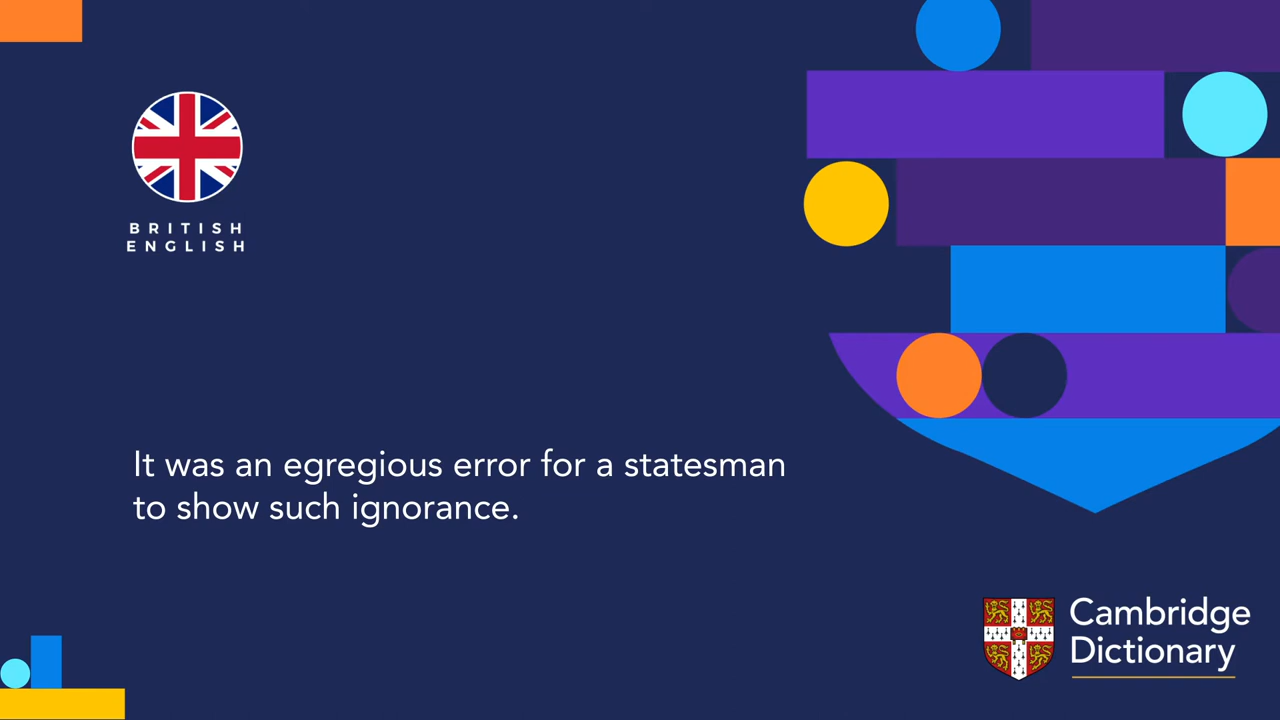 BRITISH
ENGLISH
It was an egregious error for a statesman
to show such ignorance.
Cambridge
Dictionary